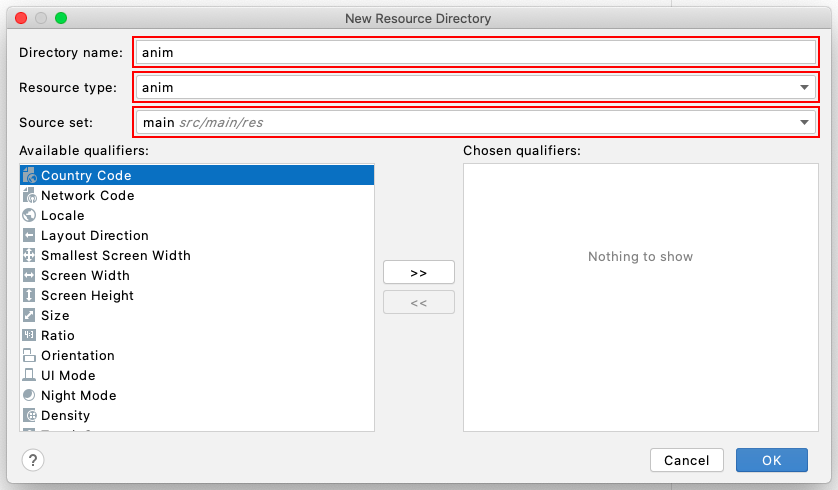 New Resource Directory
Directory name: anim
Resource type: anim
Source set: main src/main/res
Available qualifiers:
Country Code
Network Code
Locale
Layout Direction
Smallest Screen Width
Screen Width
Screen Height
Size
Ratio
Orientation
UI Mode
Night Mode
Density
>>
<<
Chosen qualifiers:
Nothing to show
?
Cancel
OK